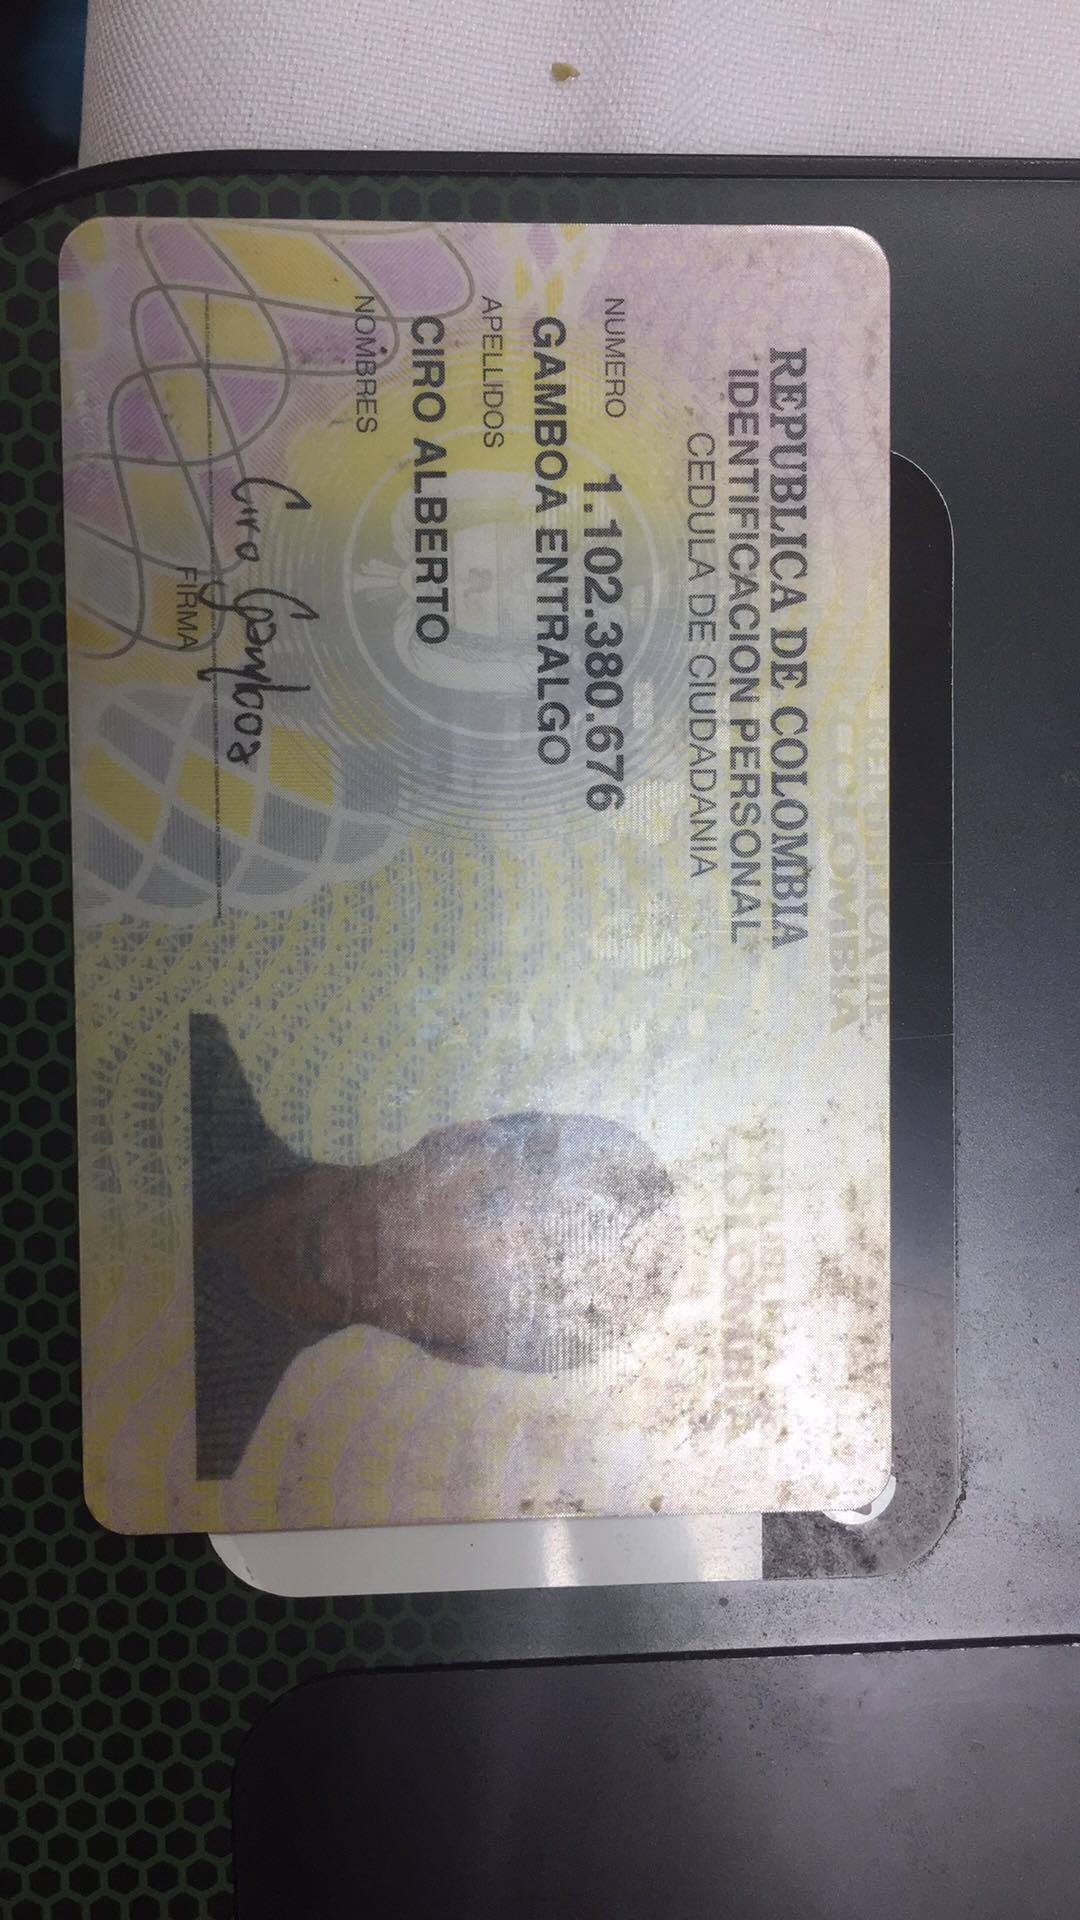 REPUBLICA DE COLOMBIA
IDENTIFICACION PERSONAL
CEDULA DE CIUDADANIA
NUMERO 1.102.380.676
GAMBOA ENTRALGO
APELLIDOS
CIRO ALBERTO
NOMBRES
Ciro Gamboa
FIRMA
REPUBLICA DE
COLOMBIA